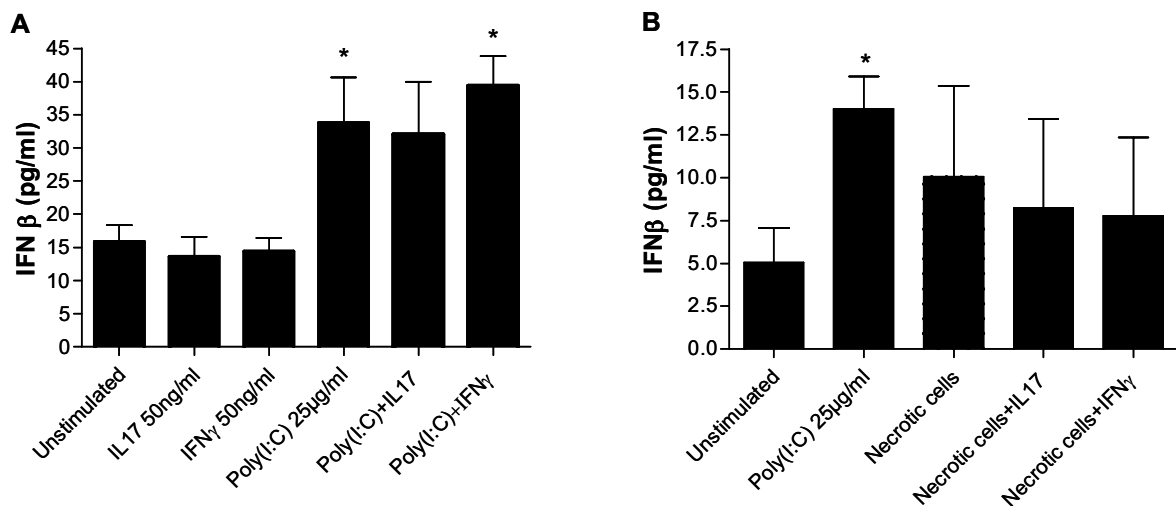 A
IFN β (pg/ml)
45
40
35
30
25
20
15
10
5
0
*
*
Unstimulated
IL17 50ng/ml
IFNγ 50ng/ml
Poly(I:C) 25μg/ml
Poly(I:C)+IL17
Poly(I:C)+IFNγ
B
IFNβ (pg/ml)
17.5
15.0
12.5
10.0
7.5
5.0
2.5
0.0
*
Unstimulated
Poly(I:C) 25μg/ml
Necrotic cells
Necrotic cells+IL17
Necrotic cells+IFNγ